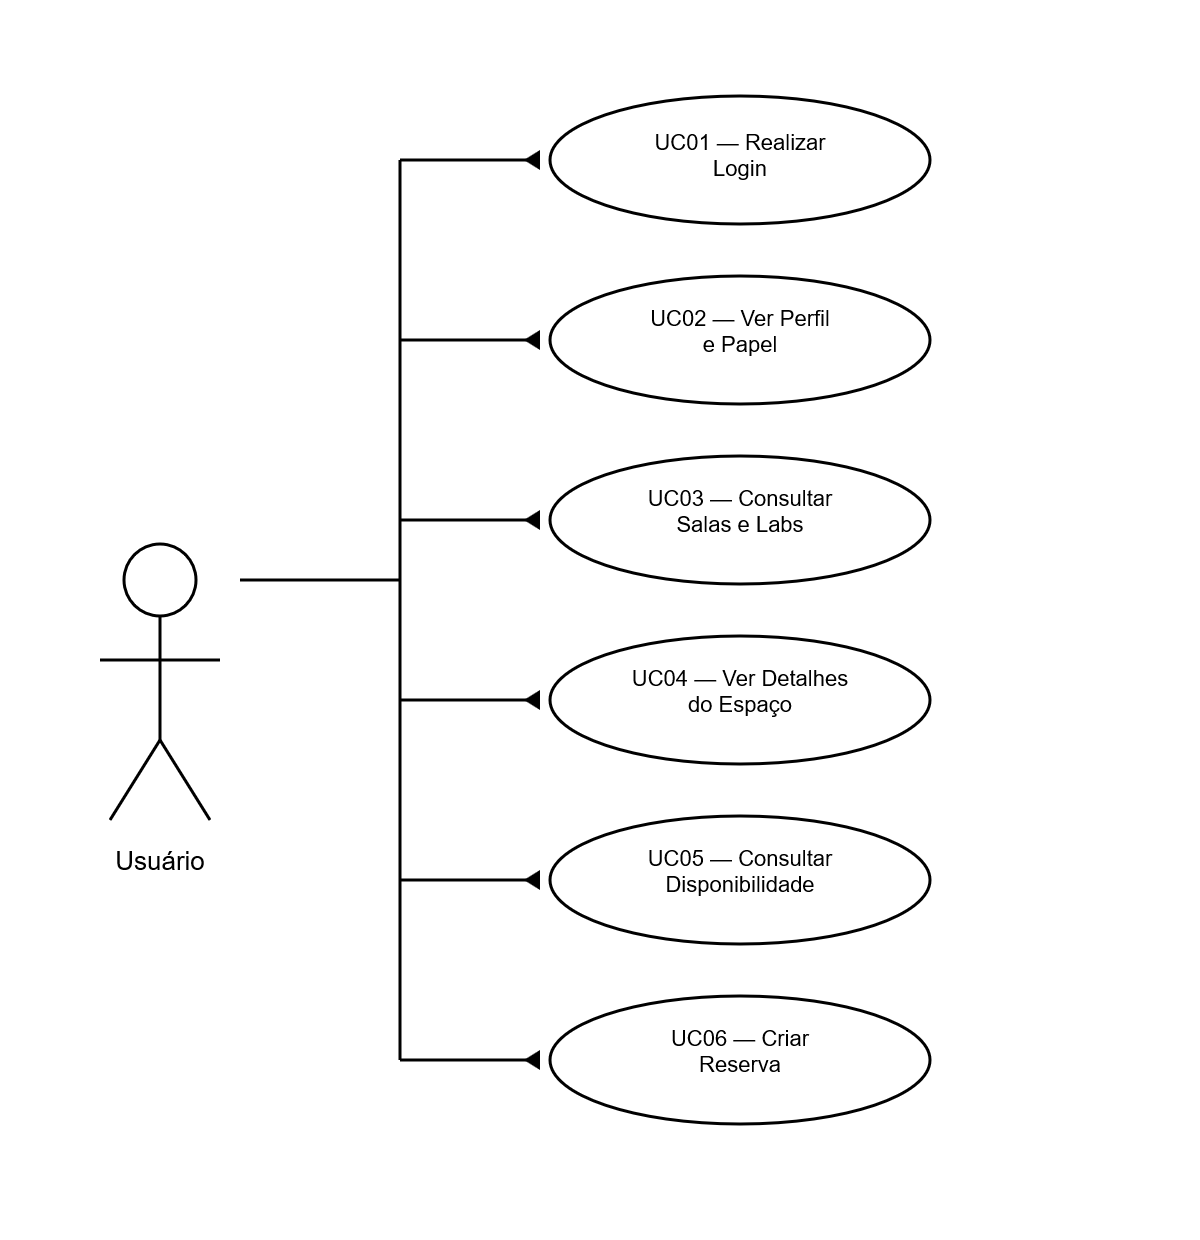 UC01 — Realizar
Login
UC02 — Ver Perfil
e Papel
UC03 — Consultar
Salas e Labs
UC04 — Ver Detalhes
do Espaço
Usuário
UC05 — Consultar
Disponibilidade
UC06 — Criar
Reserva